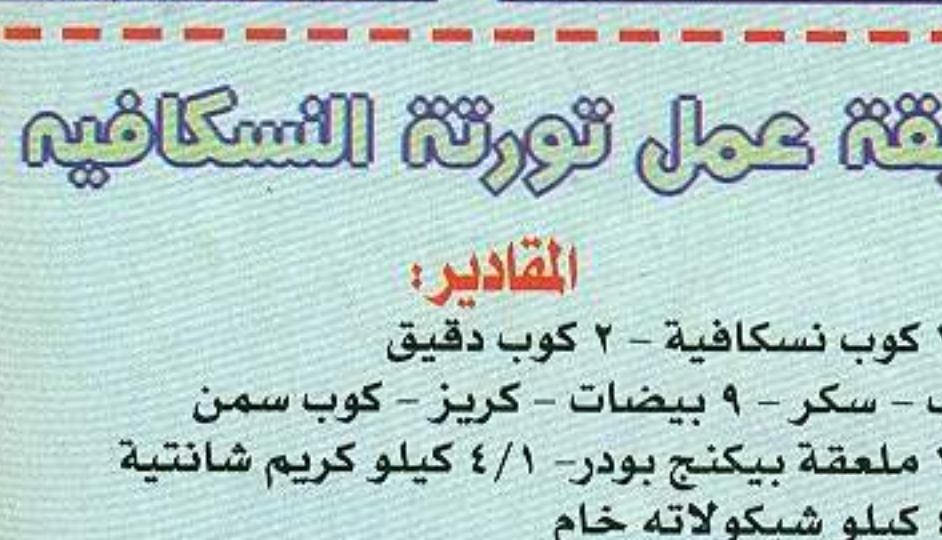 عمل تورتة النسكافيه
المقادير:
كوب نسكافية - ٢ كوب دقيق
- سكر - ٩ بيضات - كريز - كوب سمن
ملعقة بيكنج بودر- ٤/١ كيلو كريم شانتية
كيلو شيكولاته خام